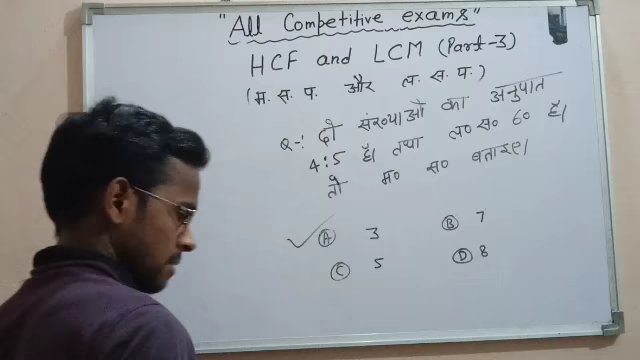 "All Competitive exams"
HCF and LCM (Part-3)
(म. स. प. और ल. स. प.)
Q-: दो संख्याओं का अनुपात
4:5 है। तथा ल० स० 60 है।
तो म० स० बताइए।
(A) 3 (B) 7
(C) 5 (D) 8